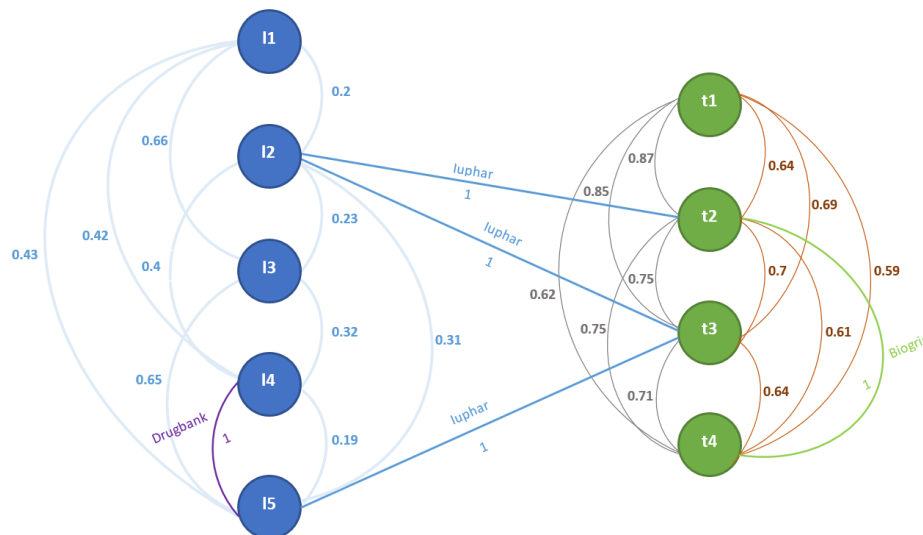 l1
0.2
l2
0.66
0.23
0.43
0.42
0.4
l3
0.32
0.31
0.65
l4
Drugbank
1
0.19
l5
Iuphar
1
Iuphar
1
Iuphar
1
t1
0.87
0.64
0.85
0.69
t2
0.75
0.7
0.59
0.62
0.75
t3
0.61
Biogri
1
0.71
0.64
t4